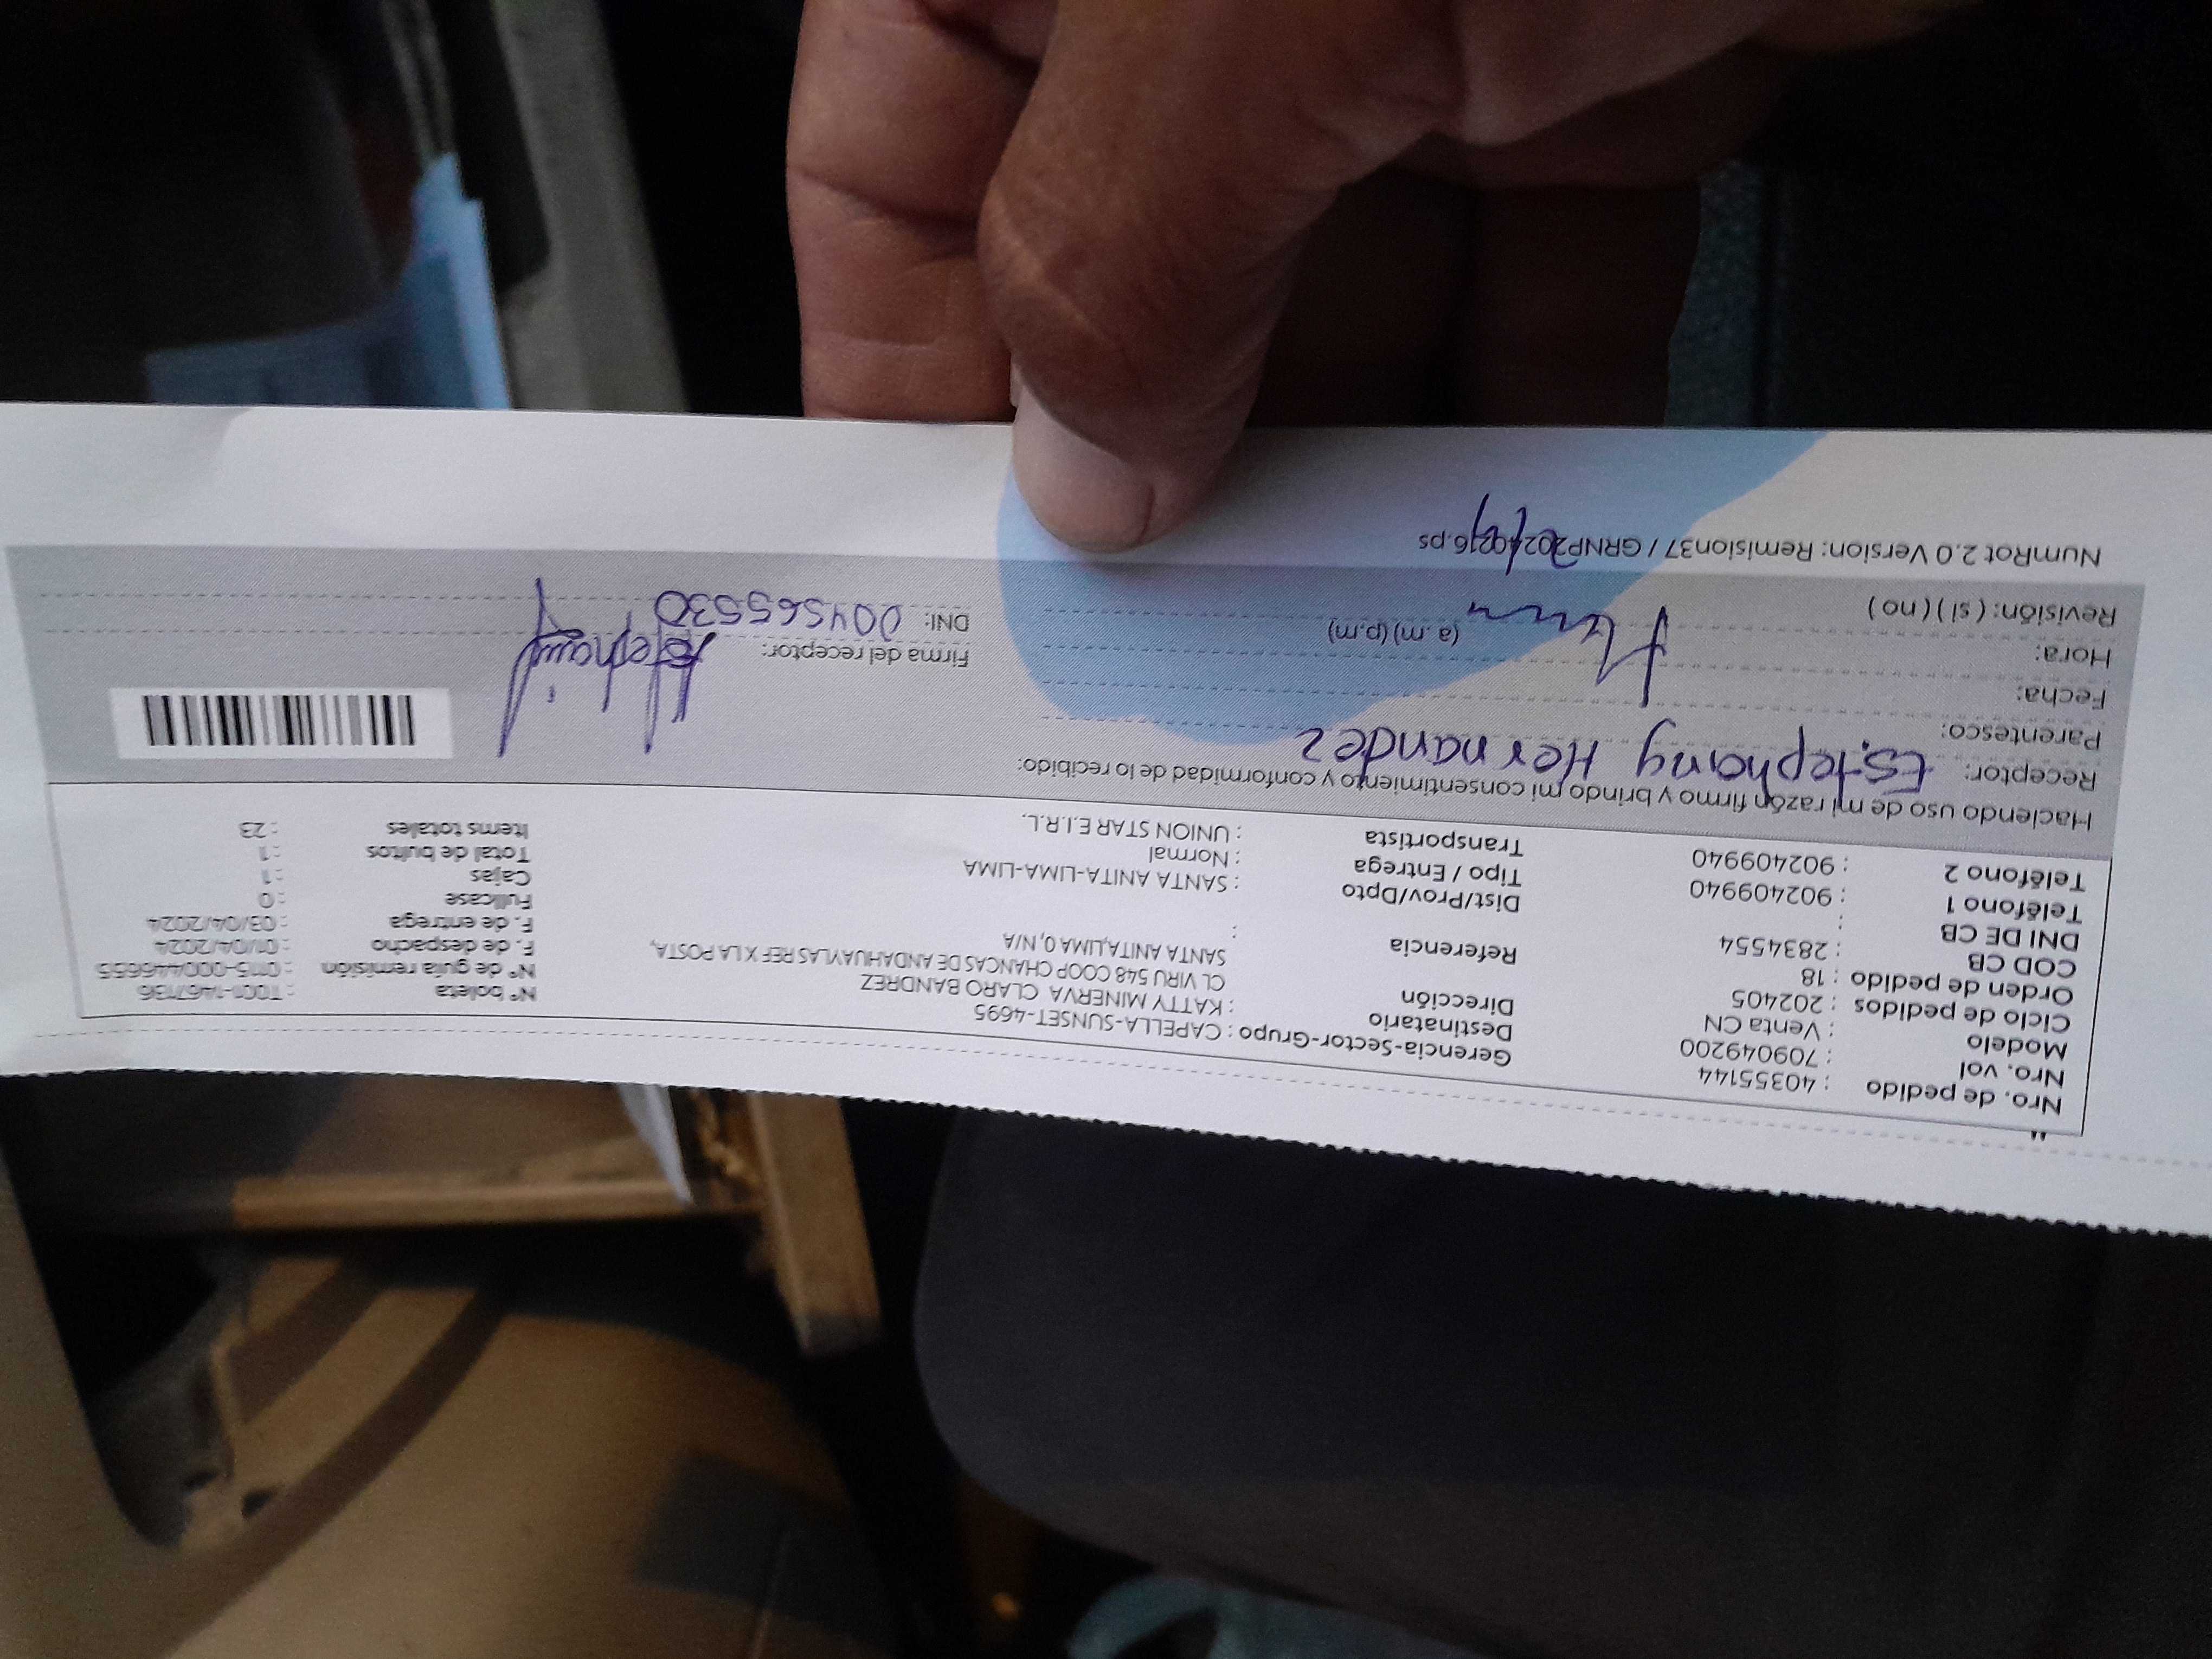 Nro. de pedido : 40355144
Nro. vol : 709049200
Modelo : Venta CN
Ciclo de pedidos : 202405
Orden de pedido : 18
COD CB : 2834554
DNI DE CB :
Teléfono 1 : 902409940
Teléfono 2 : 902409940
Gerencia-Sector-Grupo : CAPELLA-SUNSET-4695
Destinatario : KATTY MINERVA CLARO BANDREZ
Dirección CL VIRU 548 COOP CHANCAS DE ANDAHUAYLAS REF X LA POSTA,
SANTA ANITA,LIMA 0, N/A
Referencia :
Dist/Prov/Dpto : SANTA ANITA-LIMA-LIMA
Tipo / Entrega : Normal
Transportista : UNION STAR E.I.R.L.
N° boleta : T001-1467136
N° de guía remisión : 0115-000446655
F. de despacho : 01/04/2024
F. de entrega : 03/04/2024
Fullcase : 0
Cajas : 1
Total de bultos : 1
Items totales : 23
Haciendo uso de mi razón firmo y brindo mi consentimiento y conformidad de lo recibido:
Receptor: Estephany Hernandez
Parentesco:
Fecha:
Hora: (a.m) (p.m)
Revisión: ( si ) ( no )
Firma del receptor: Estephany
DNI: 004565530
NumRot 2.0 Version: Remision37 / GRNP20240216.ps